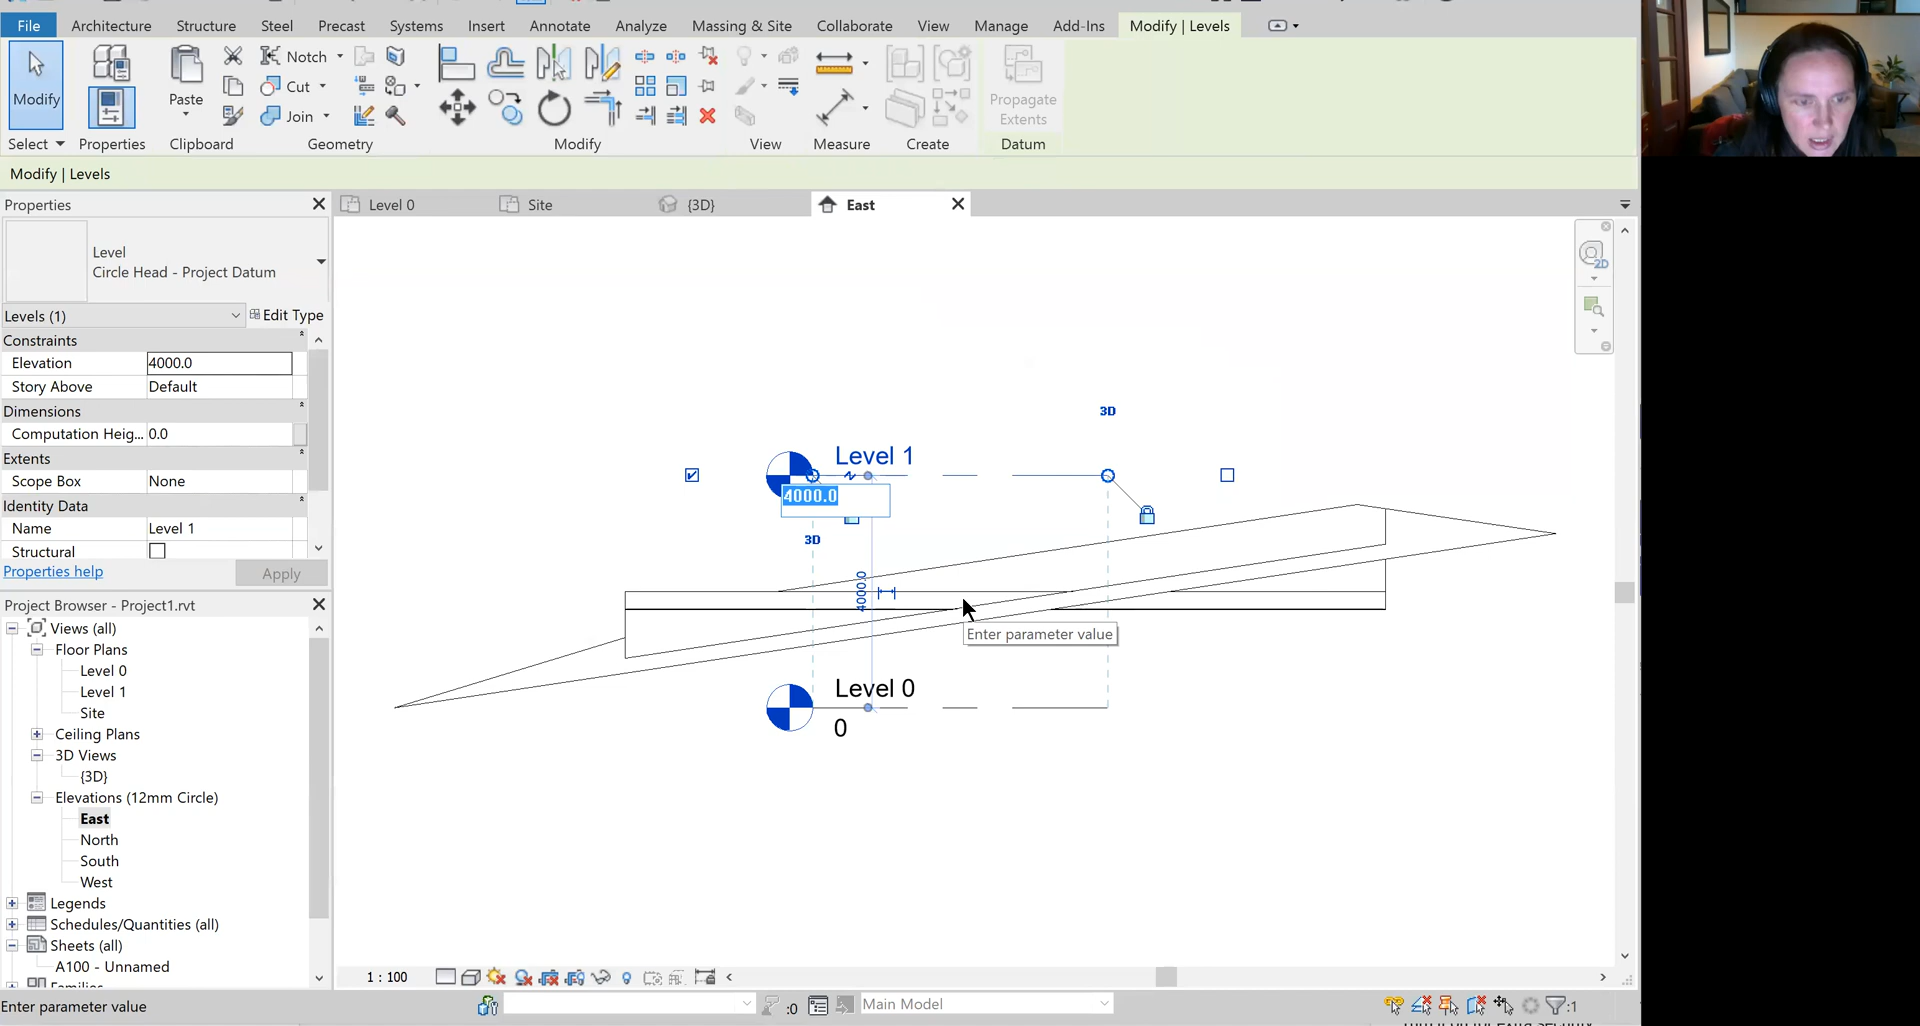 File Architecture Structure Steel Precast Systems Insert Annotate Analyze Massing & Site Collaborate View Manage Add-Ins Modify | Levels
Modify
Paste
Notch
Cut
Join
Propagate
Extents
Select Properties Clipboard Geometry Modify View Measure Create Datum
Modify | Levels
Properties
Level 0
Site
{3D}
East
Level
Circle Head - Project Datum
Levels (1)
Edit Type
Constraints
Elevation 4000.0
Story Above Default
Dimensions
Computation Heig... 0.0
Extents
Scope Box None
Identity Data
Name Level 1
Structural
Properties help
Apply
Project Browser - Project1.rvt
Views (all)
Floor Plans
Level 0
Level 1
Site
Ceiling Plans
3D Views
{3D}
Elevations (12mm Circle)
East
North
South
West
Legends
Schedules/Quantities (all)
Sheets (all)
A100 - Unnamed
3D
Level 1
4000.0
3D
4000.0
Enter parameter value
Level 0
0
2D
1 : 100
Enter parameter value
:0
Main Model
:1